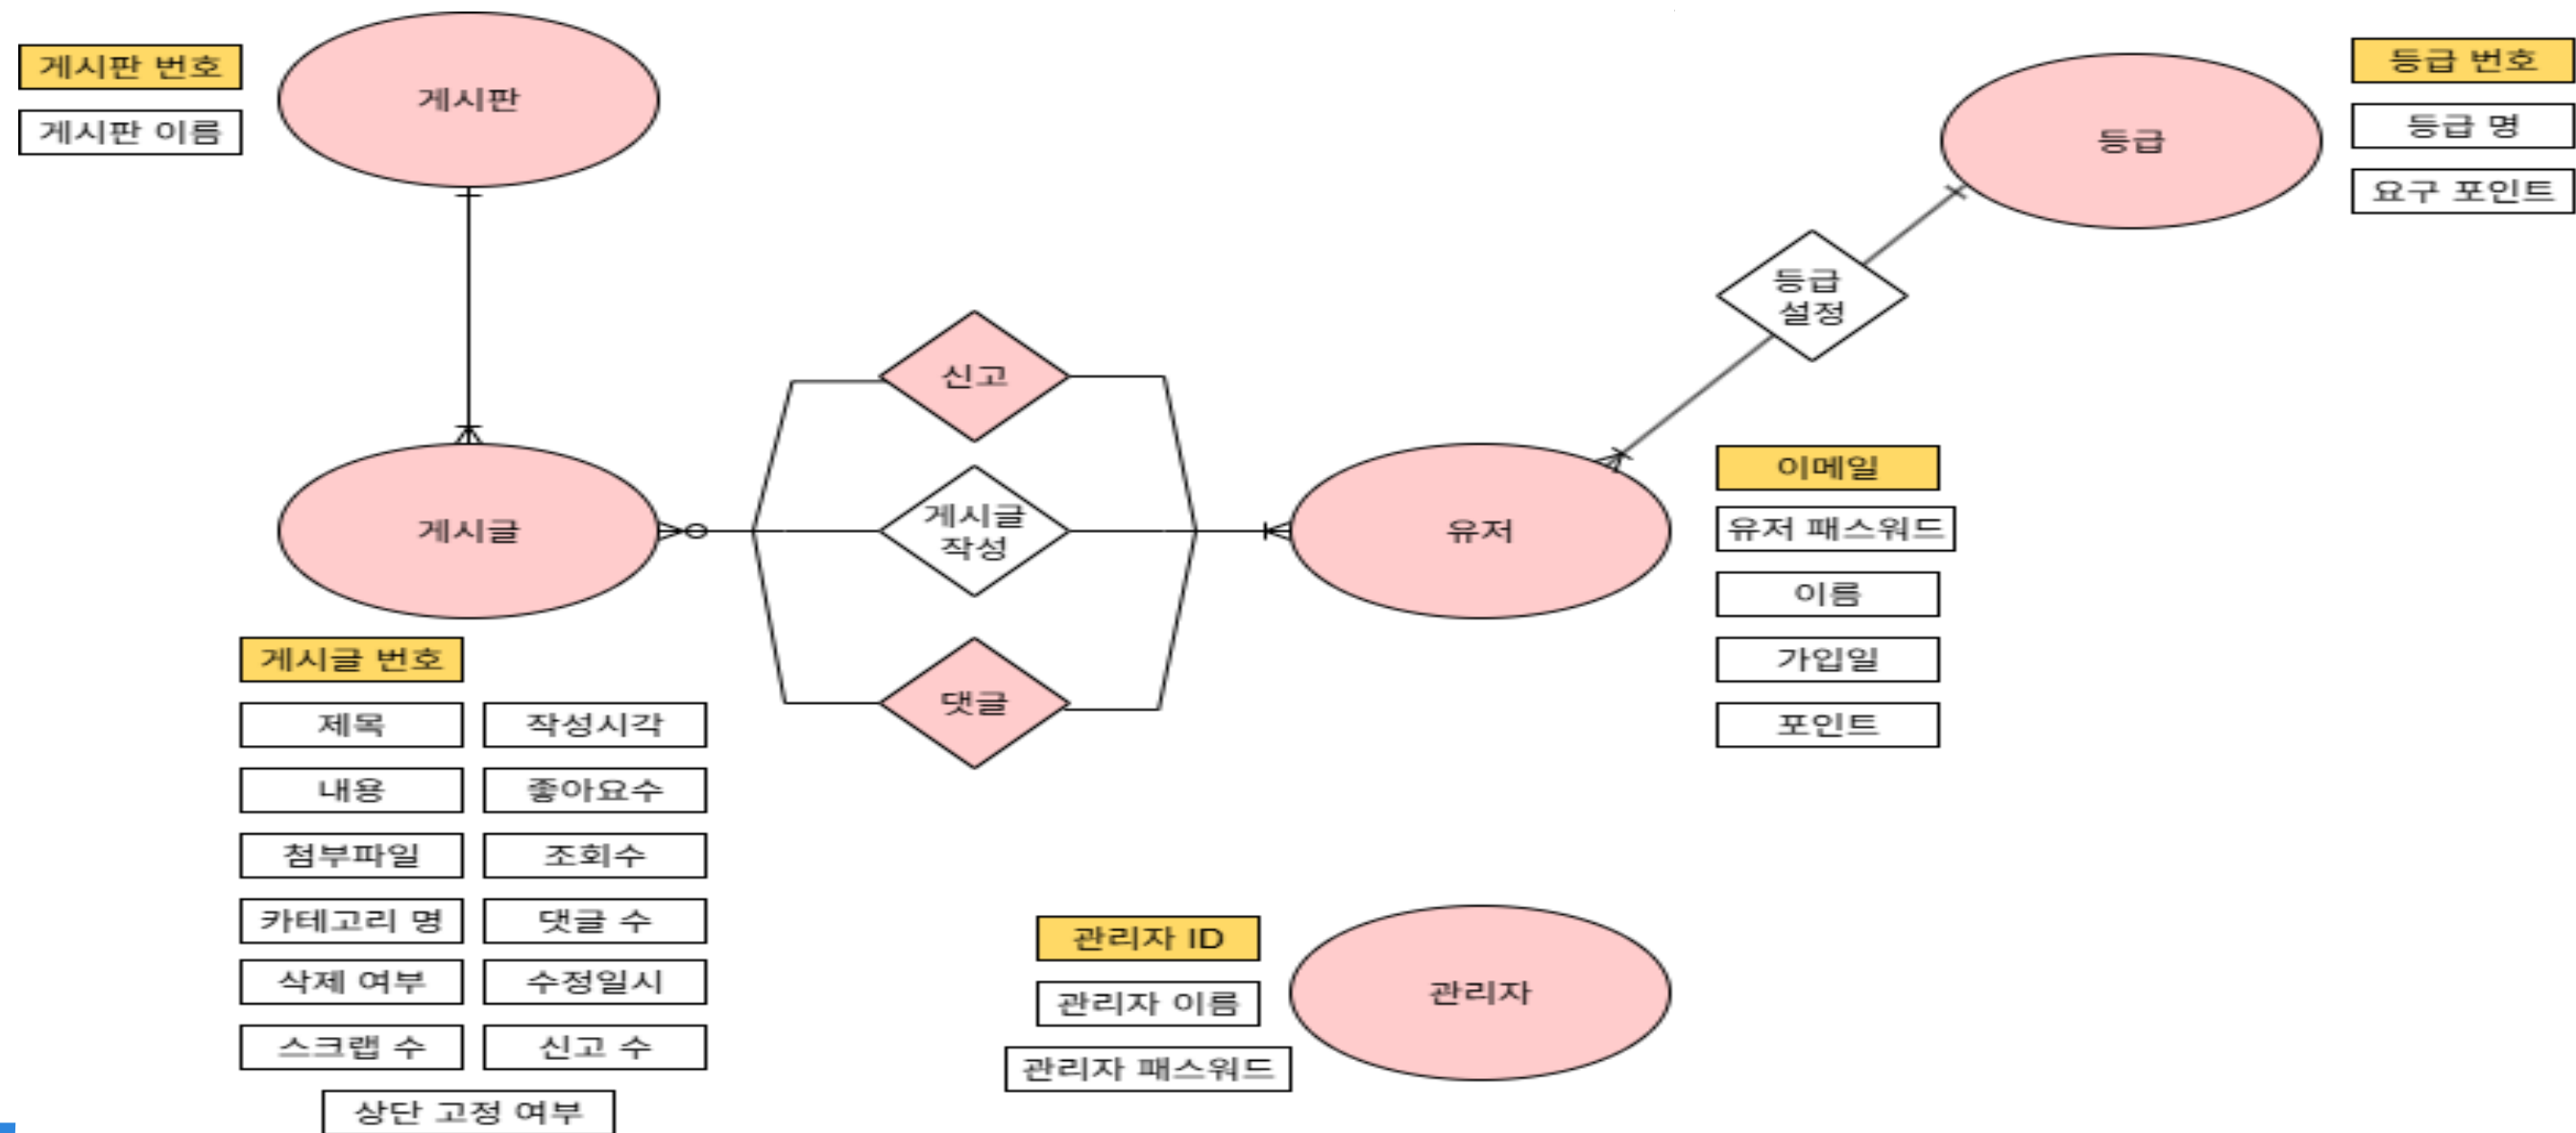 게시판 번호
게시판 이름
게시판
등급
등급 번호
등급 명
요구 포인트
등급
설정
신고
게시글
게시글
작성
댓글
유저
이메일
유저 패스워드
이름
가입일
포인트
게시글 번호
제목
작성시각
내용
좋아요수
첨부파일
조회수
카테고리 명
댓글 수
삭제 여부
수정일시
스크랩 수
신고 수
상단 고정 여부
관리자 ID
관리자 이름
관리자 패스워드
관리자